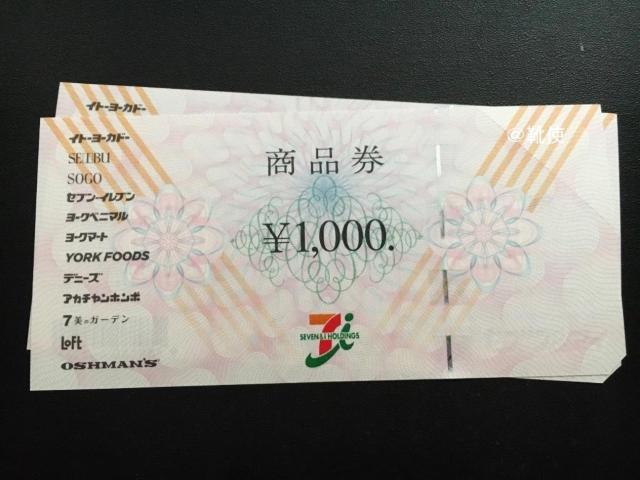 イトーヨーカドー
イトーヨーカドー
SEIBU
SOGO
セブン-イレブン
ヨークベニマル
ヨークマート
YORK FOODS
デニーズ
アカチャンホンポ
7美のガーデン
LOFT
OSHMAN'S
商品券
¥1,000.
7i
SEVEN&i HOLDINGS
@靴使